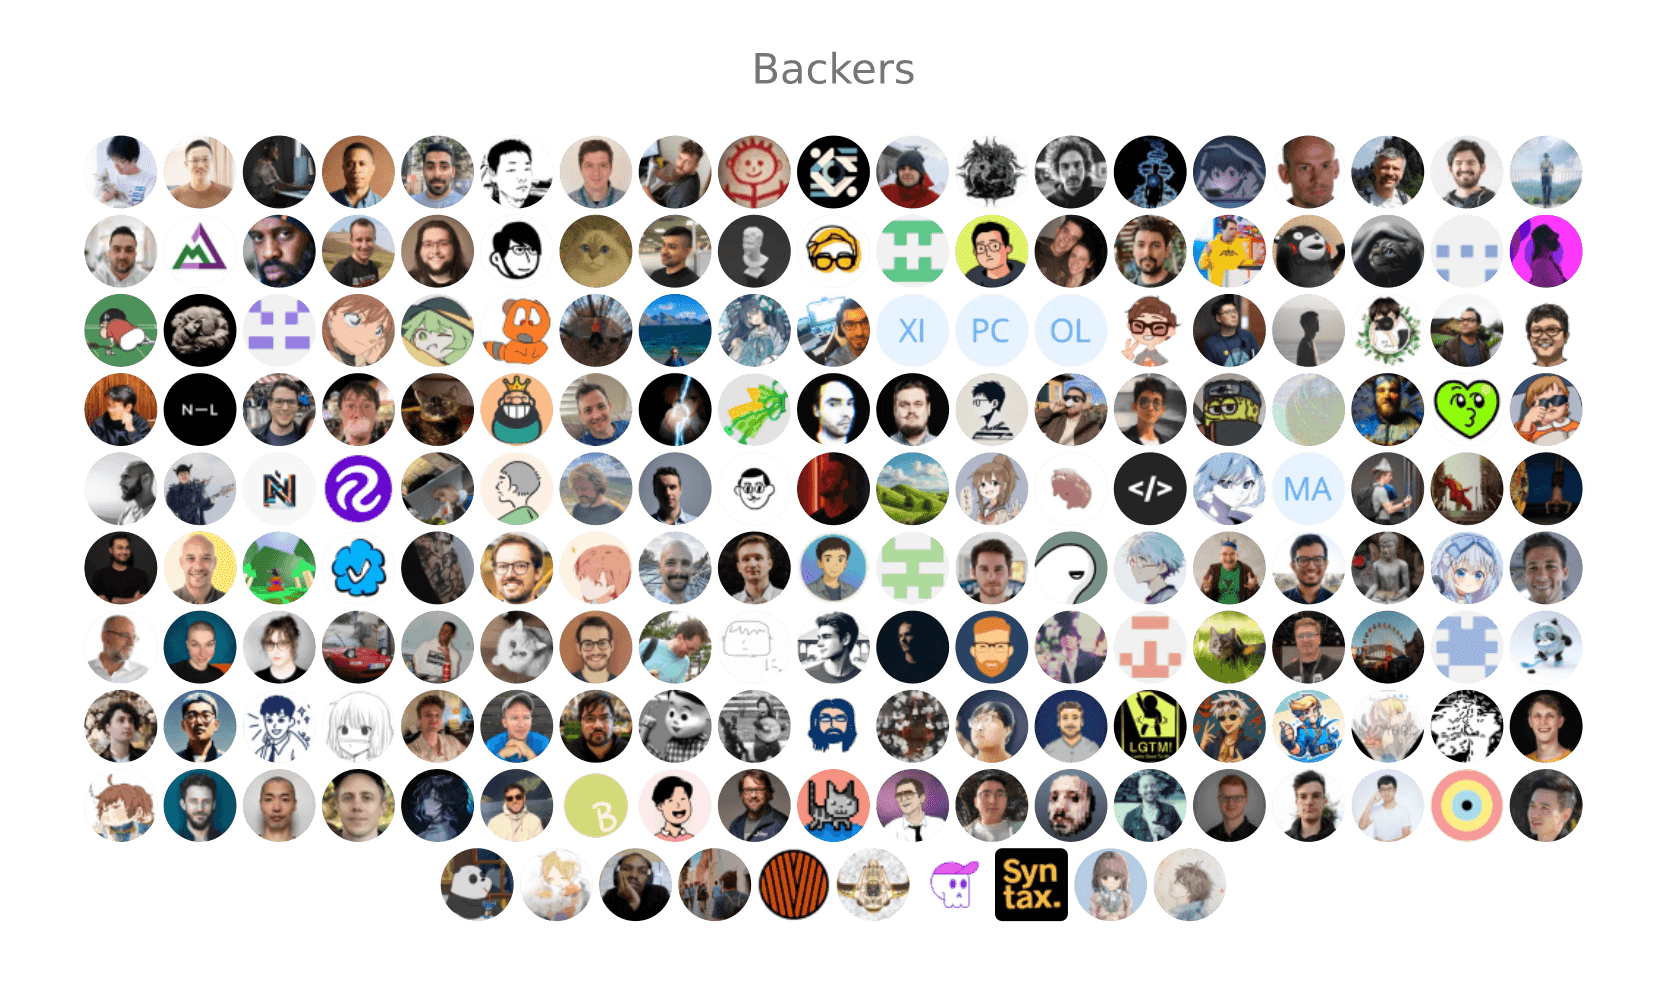 Backers
XI
PC
OL
N—L
</>
MA
LGTM!
B
Syn
tax.